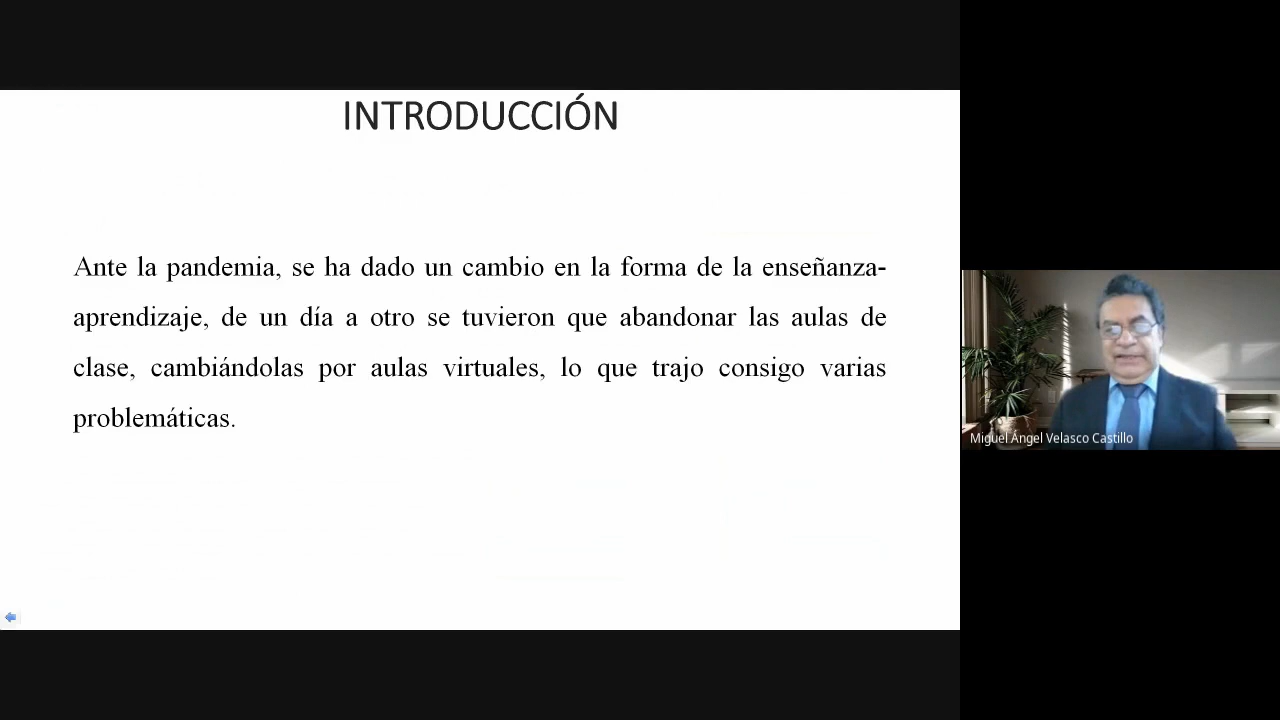 INTRODUCCIÓN
Ante la pandemia, se ha dado un cambio en la forma de la enseñanza-
aprendizaje, de un día a otro se tuvieron que abandonar las aulas de
clase, cambiándolas por aulas virtuales, lo que trajo consigo varias
problemáticas.
Miguel Ángel Velasco Castillo